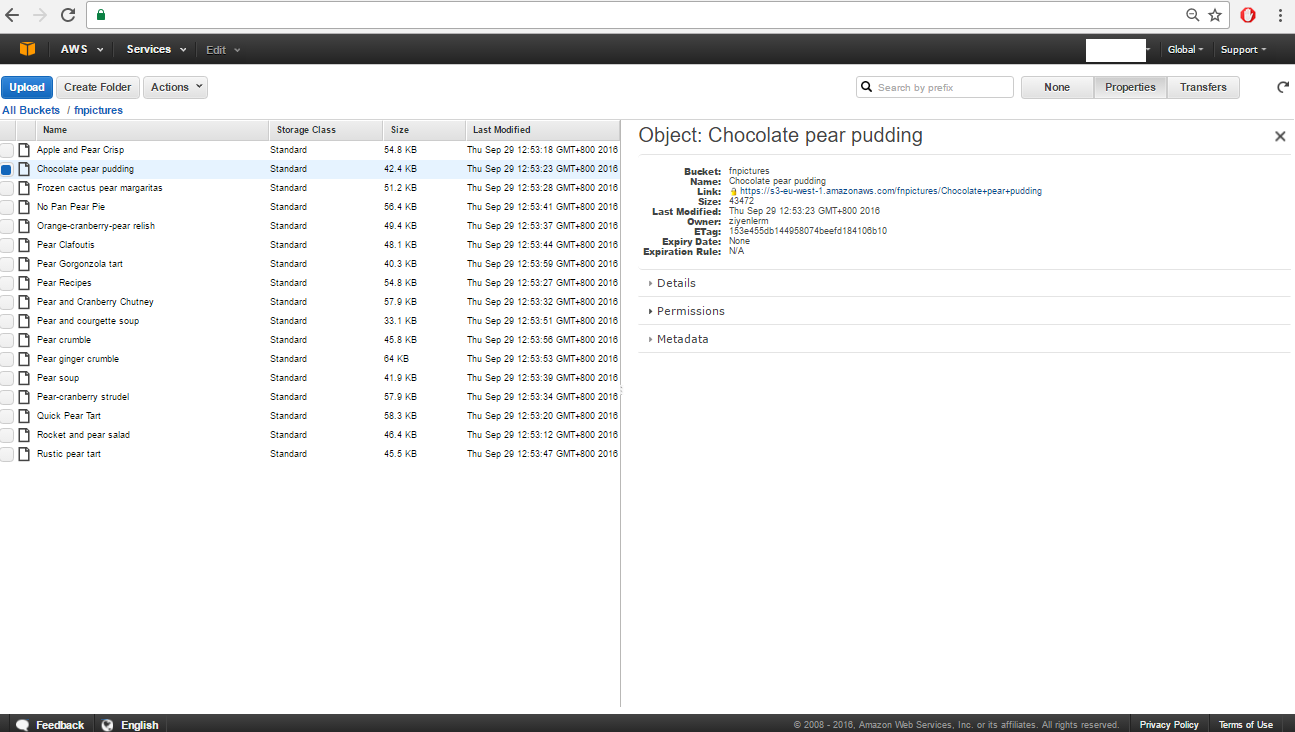 AWS Services Edit Global Support
Upload Create Folder Actions Search by prefix None Properties Transfers
All Buckets / fnpictures
Name Storage Class Size Last Modified
Apple and Pear Crisp Standard 54.8 KB Thu Sep 29 12:53:18 GMT+800 2016
Chocolate pear pudding Standard 42.4 KB Thu Sep 29 12:53:23 GMT+800 2016
Frozen cactus pear margaritas Standard 51.2 KB Thu Sep 29 12:53:28 GMT+800 2016
No Pan Pear Pie Standard 56.4 KB Thu Sep 29 12:53:41 GMT+800 2016
Orange-cranberry-pear relish Standard 49.4 KB Thu Sep 29 12:53:37 GMT+800 2016
Pear Clafoutis Standard 48.1 KB Thu Sep 29 12:53:44 GMT+800 2016
Pear Gorgonzola tart Standard 40.3 KB Thu Sep 29 12:53:59 GMT+800 2016
Pear Recipes Standard 54.8 KB Thu Sep 29 12:53:27 GMT+800 2016
Pear and Cranberry Chutney Standard 57.9 KB Thu Sep 29 12:53:32 GMT+800 2016
Pear and courgette soup Standard 33.1 KB Thu Sep 29 12:53:51 GMT+800 2016
Pear crumble Standard 45.8 KB Thu Sep 29 12:53:56 GMT+800 2016
Pear ginger crumble Standard 64 KB Thu Sep 29 12:53:53 GMT+800 2016
Pear soup Standard 41.9 KB Thu Sep 29 12:53:39 GMT+800 2016
Pear-cranberry strudel Standard 57.9 KB Thu Sep 29 12:53:34 GMT+800 2016
Quick Pear Tart Standard 58.3 KB Thu Sep 29 12:53:20 GMT+800 2016
Rocket and pear salad Standard 46.4 KB Thu Sep 29 12:53:12 GMT+800 2016
Rustic pear tart Standard 45.5 KB Thu Sep 29 12:53:47 GMT+800 2016
Object: Chocolate pear pudding
Bucket: fnpictures
Name: Chocolate pear pudding
Link: https://s3-eu-west-1.amazonaws.com/fnpictures/Chocolate+pear+pudding
Size: 43472
Last Modified: Thu Sep 29 12:53:23 GMT+800 2016
Owner: ziyenlerm
ETag: 153e455db144958074beefd184106b10
Expiry Date: None
Expiration Rule: N/A
Details
Permissions
Metadata
Feedback English © 2008 - 2016, Amazon Web Services, Inc. or its affiliates. All rights reserved. Privacy Policy Terms of Use